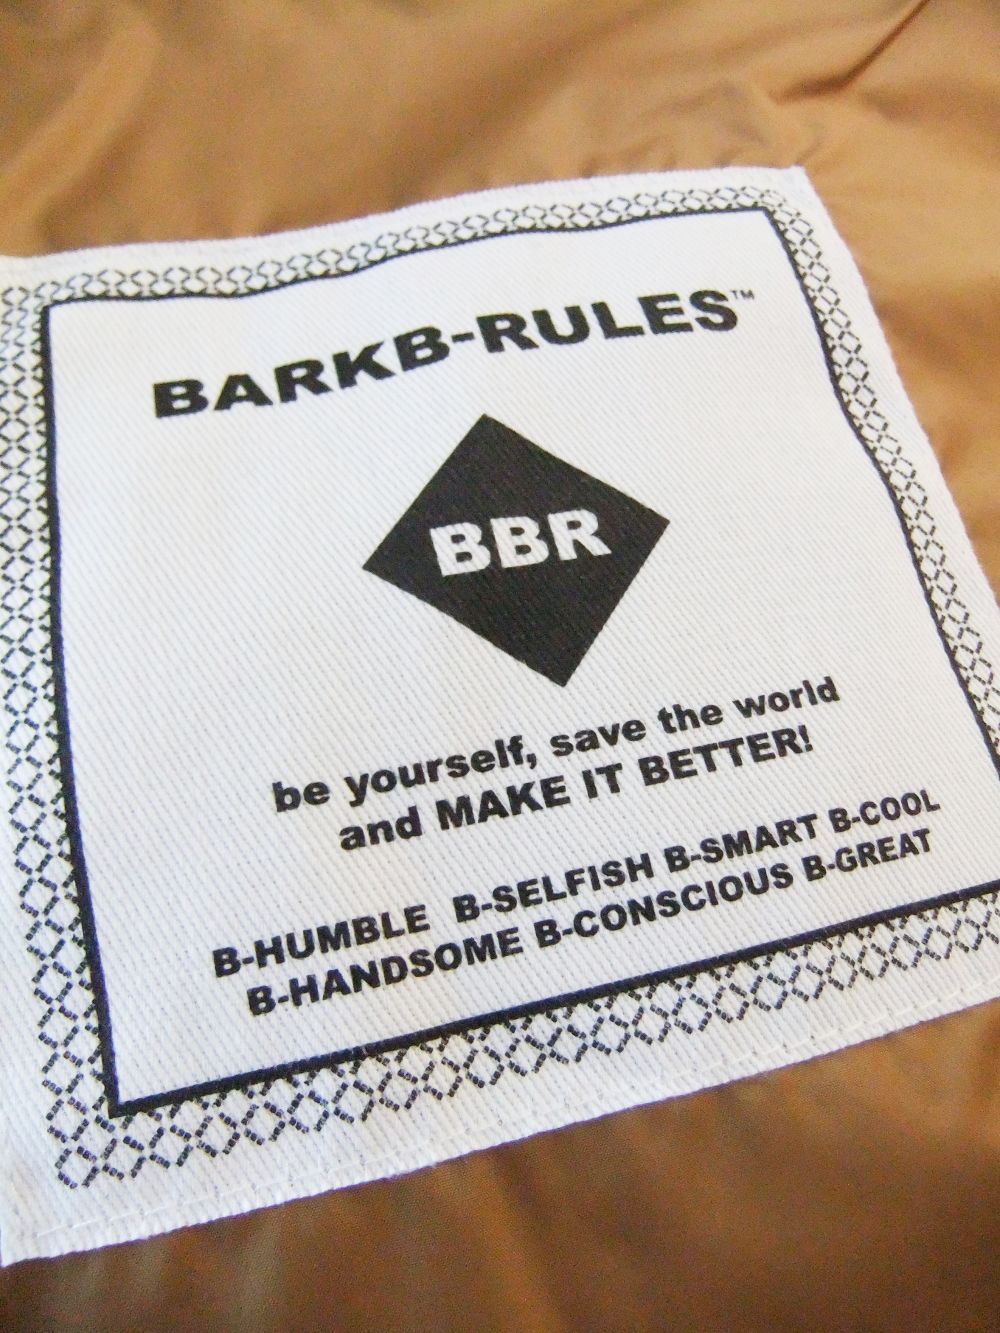 BARKB-RULES™
BBR
be yourself, save the world
and MAKE IT BETTER!
B-HUMBLE B-SELFISH B-SMART B-COOL
B-HANDSOME B-CONSCIOUS B-GREAT